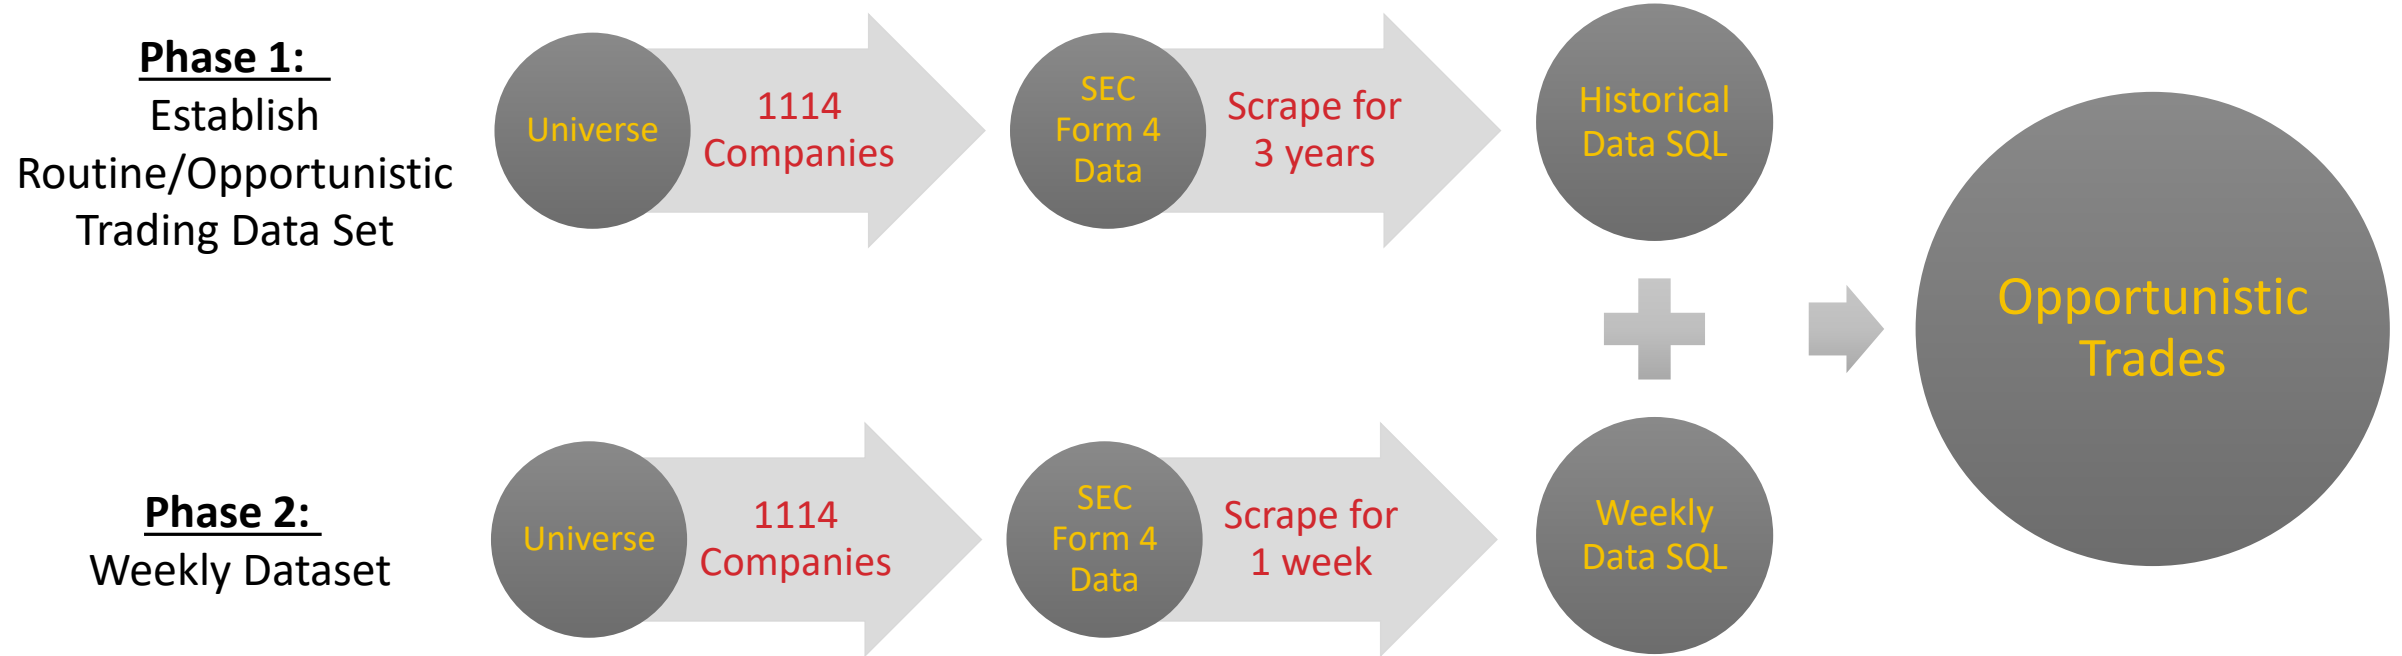 Phase 1:
Establish
Routine/Opportunistic
Trading Data Set
Universe
1114
Companies
SEC
Form 4
Data
Scrape for
3 years
Historical
Data SQL
Phase 2:
Weekly Dataset
Universe
1114
Companies
SEC
Form 4
Data
Scrape for
1 week
Weekly
Data SQL
Opportunistic
Trades